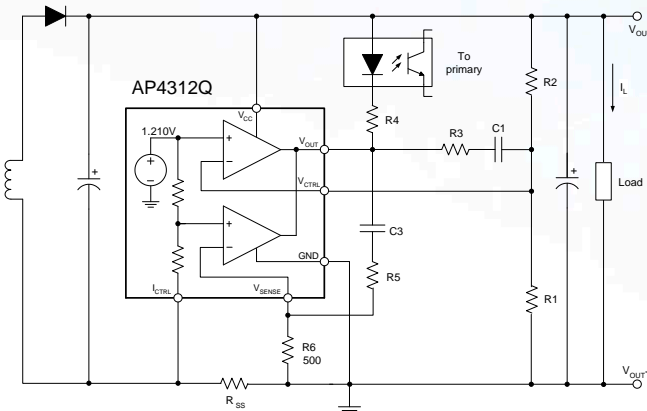 V_OU
To
primary
R2
I_L
AP4312Q
V_CC
R4
R3
C1
1.210V
+
V_OUT
−
+
V_CTRL
+
Load
+
C3
−
GND
R5
R1
I_CTRL
V_SENSE
R6
500
V_OUT-
R_SS